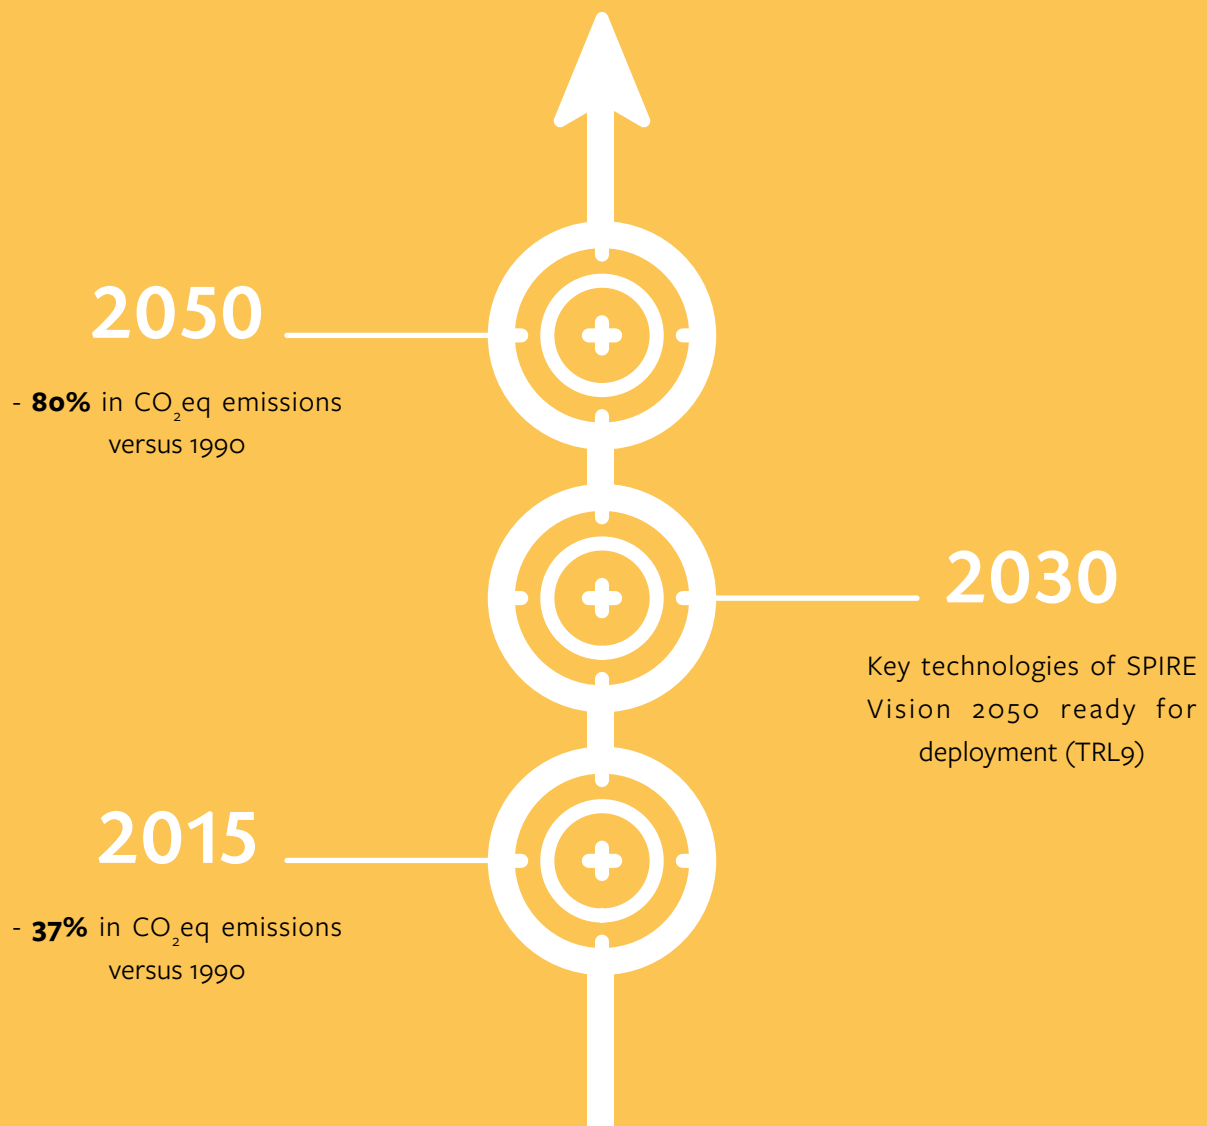 2050
- 80% in CO₂eq emissions
versus 1990
2030
Key technologies of SPIRE
Vision 2050 ready for
deployment (TRL9)
2015
- 37% in CO₂eq emissions
versus 1990